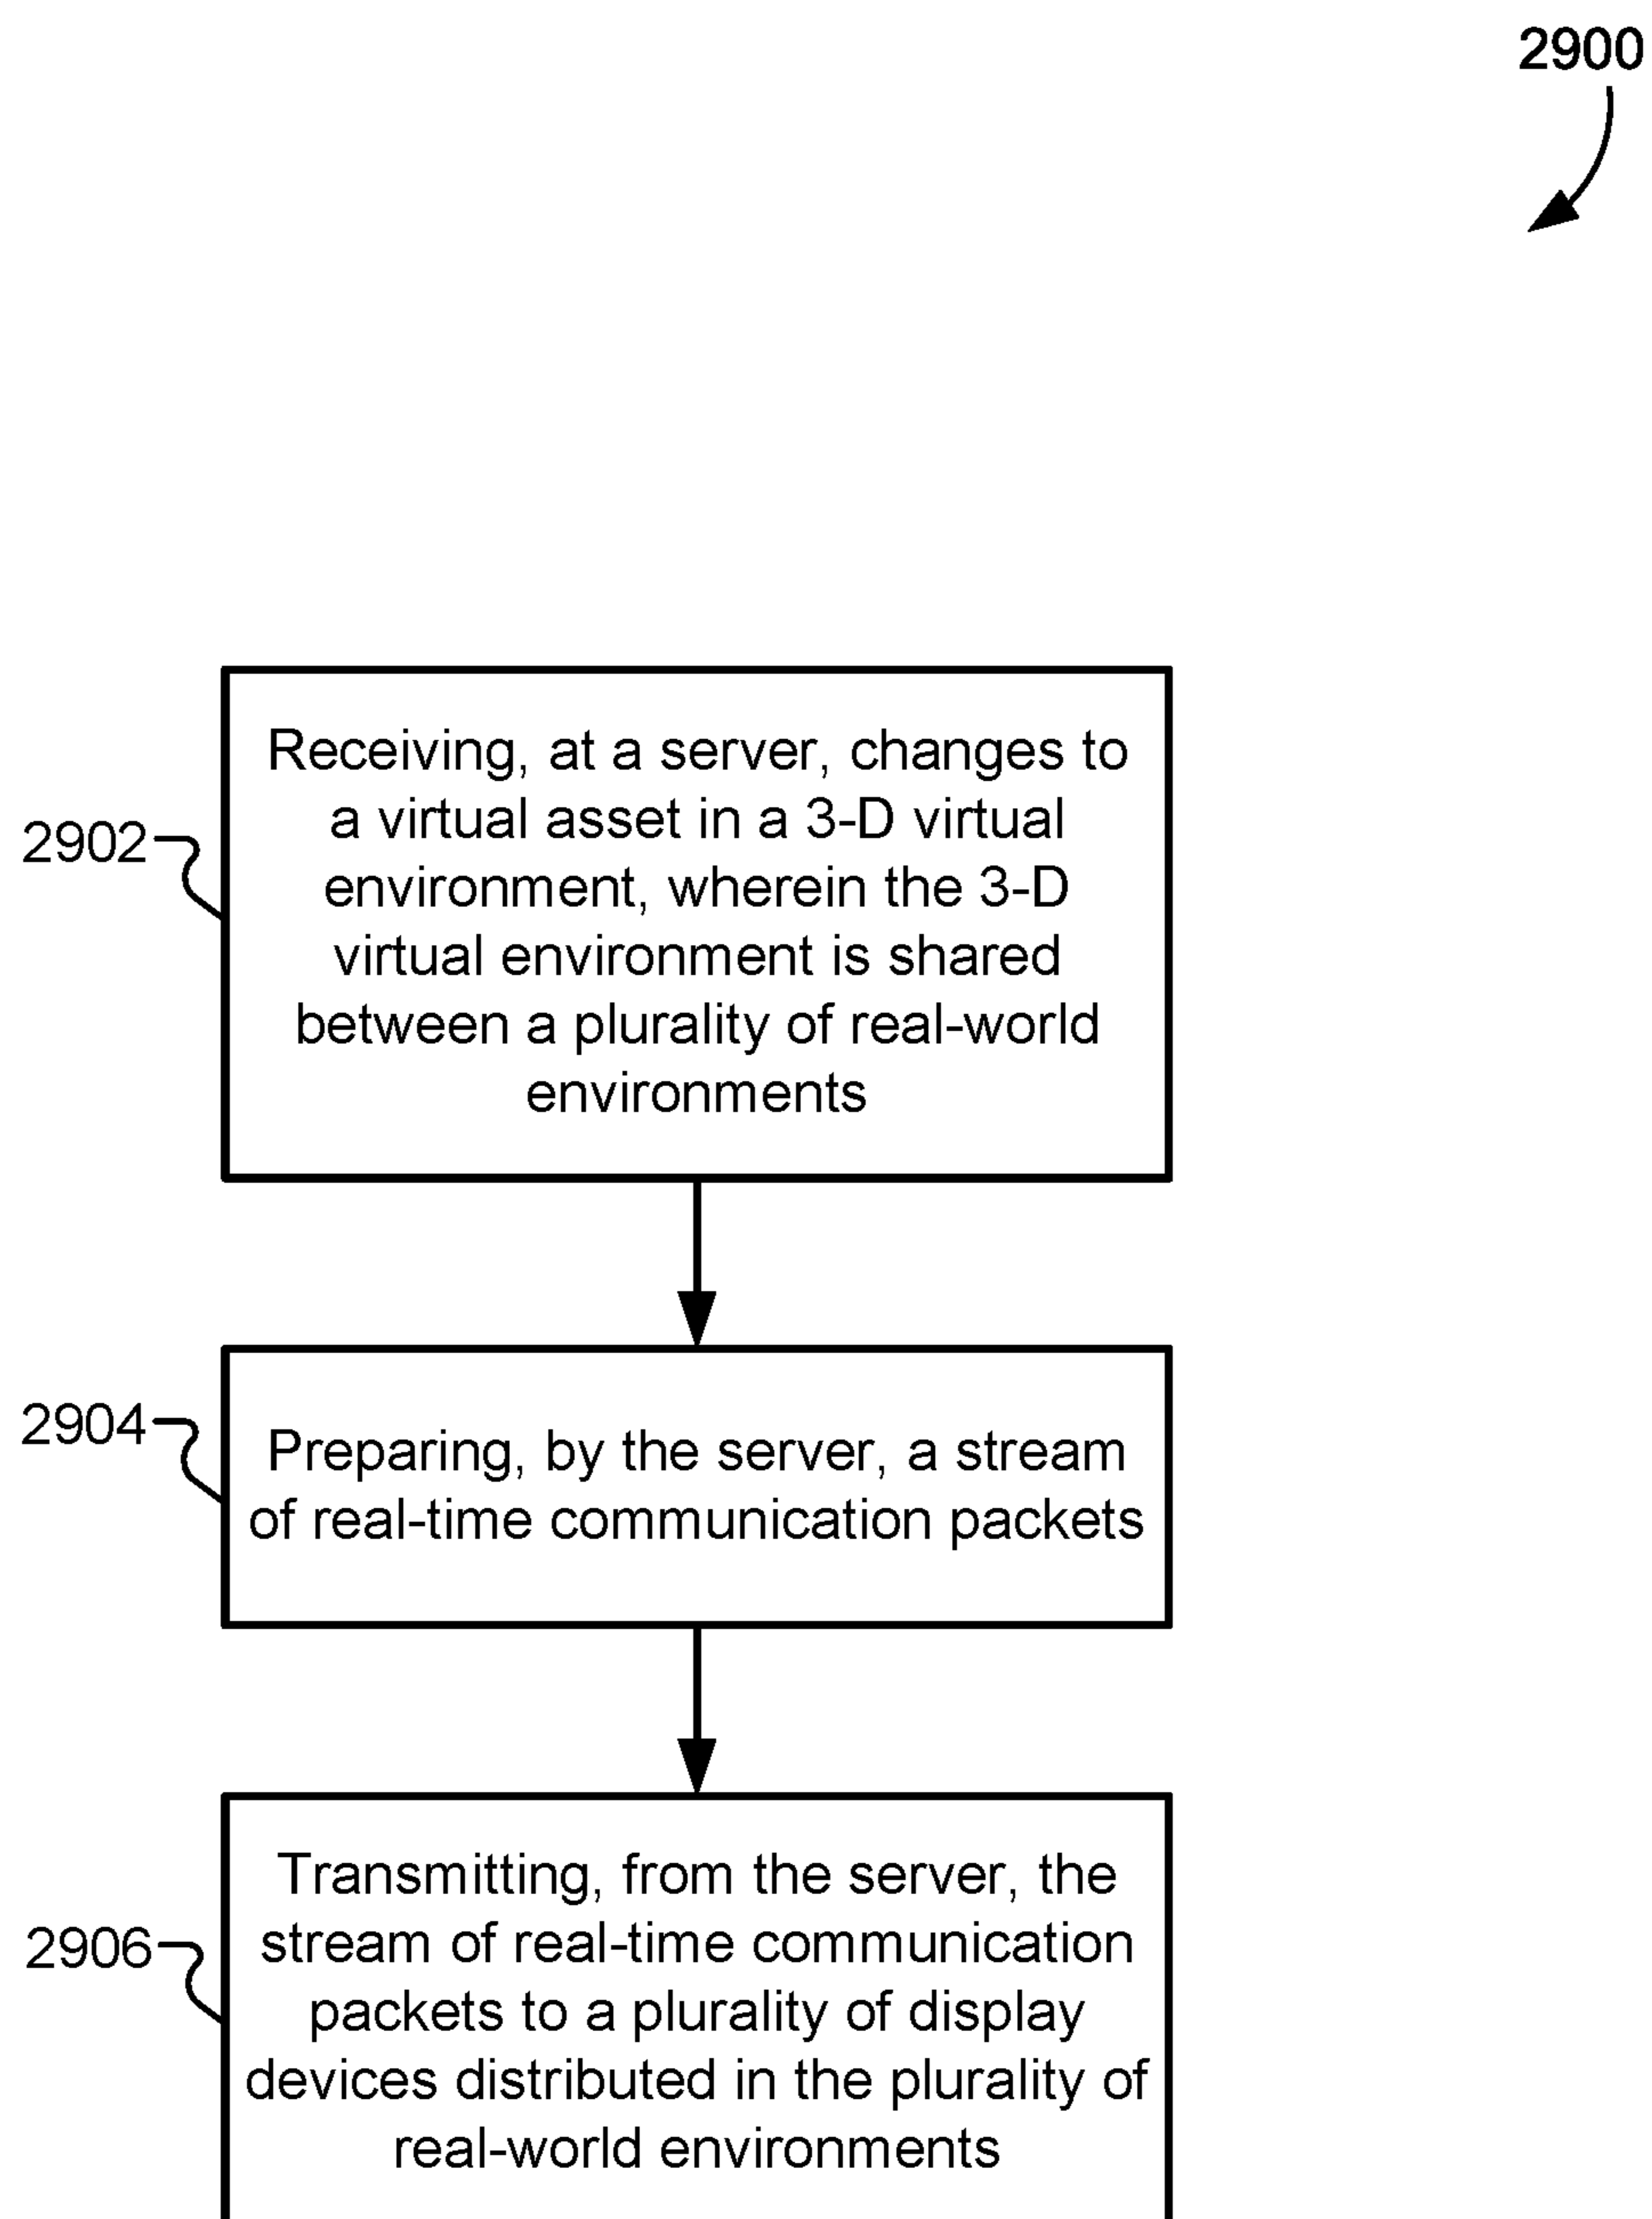 2900
2902
Receiving, at a server, changes to
a virtual asset in a 3-D virtual
environment, wherein the 3-D
virtual environment is shared
between a plurality of real-world
environments
2904
Preparing, by the server, a stream
of real-time communication packets
2906
Transmitting, from the server, the
stream of real-time communication
packets to a plurality of display
devices distributed in the plurality of
real-world environments